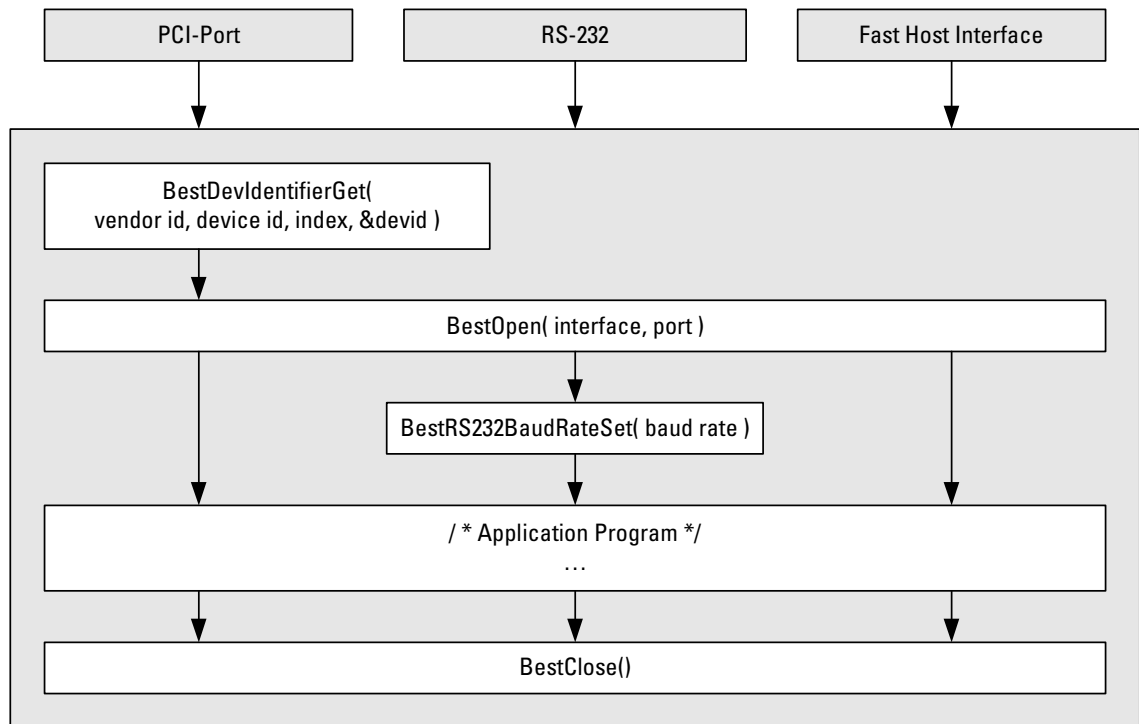 PCI-Port
RS-232
Fast Host Interface
BestDevIdentifierGet(
vendor id, device id, index, &devid )
BestOpen( interface, port )
BestRS232BaudRateSet( baud rate )
/ * Application Program */
...
BestClose()